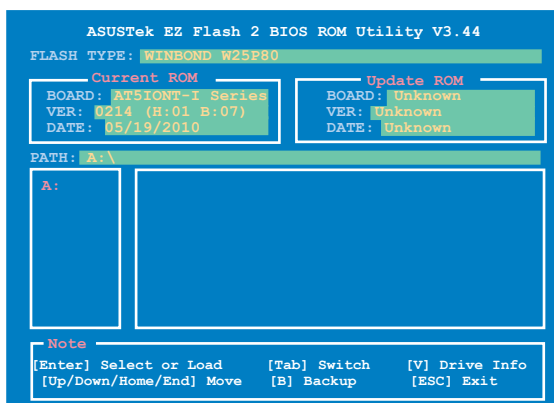 ASUSTek EZ Flash 2 BIOS ROM Utility V3.44
FLASH TYPE: WINBOND W25P80
Current ROM
BOARD: AT5IONT-I Series
VER: 0214 (H:01 B:07)
DATE: 05/19/2010
Update ROM
BOARD: Unknown
VER: Unknown
DATE: Unknown
PATH: A:\
A:
Note
[Enter] Select or Load [Tab] Switch [V] Drive Info
[Up/Down/Home/End] Move [B] Backup [ESC] Exit